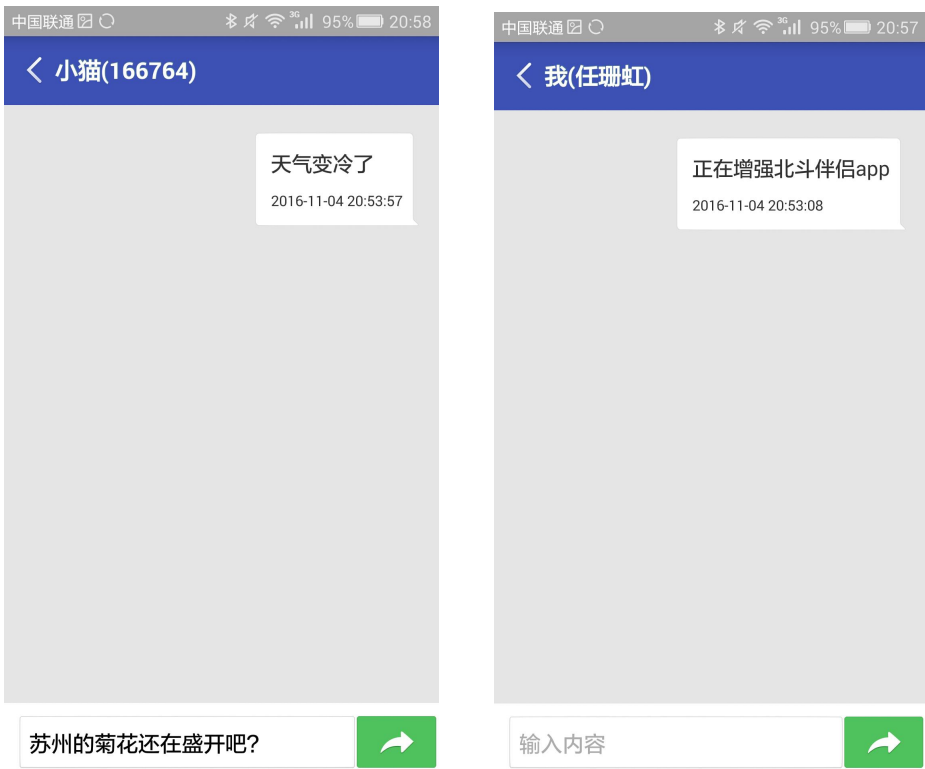 中国联通 3G 95% 20:58
小猫(166764)
天气变冷了
2016-11-04 20:53:57
苏州的菊花还在盛开吧?
中国联通 3G 95% 20:57
我(任珊虹)
正在增强北斗伴侣app
2016-11-04 20:53:08
输入内容